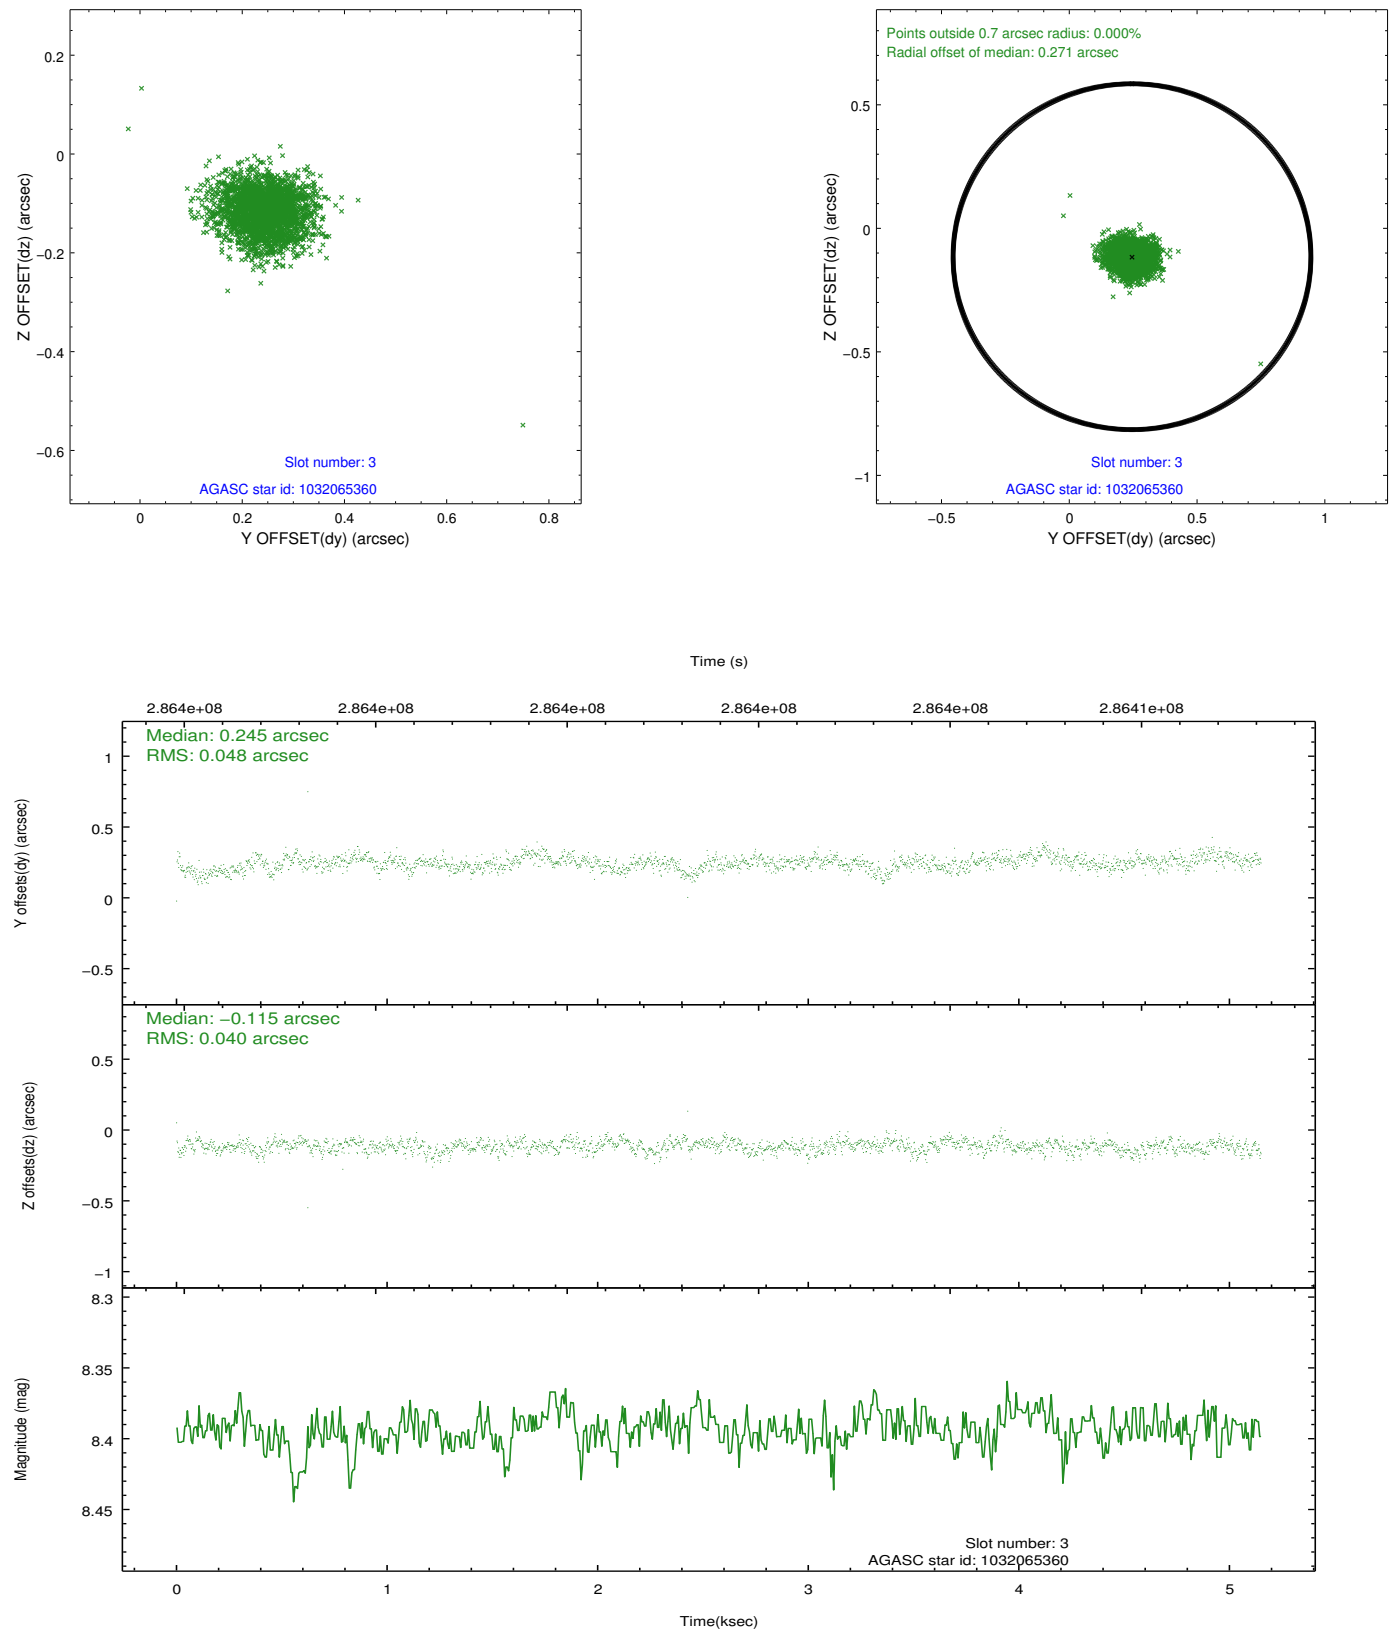 0.2
0
−0.2
−0.4
−0.6
Z OFFSET(dz) (arcsec)
Slot number: 3
AGASC star id: 1032065360
0 0.2 0.4 0.6 0.8
Y OFFSET(dy) (arcsec)
Points outside 0.7 arcsec radius: 0.000%
Radial offset of median: 0.271 arcsec
0.5
0
−0.5
−1
Z OFFSET(dz) (arcsec)
Slot number: 3
AGASC star id: 1032065360
−0.5 0 0.5 1
Y OFFSET(dy) (arcsec)
Time (s)
2.864e+08 2.864e+08 2.864e+08 2.864e+08 2.864e+08 2.8641e+08
Median: 0.245 arcsec
RMS: 0.048 arcsec
1
0.5
0
−0.5
Y offsets(dy) (arcsec)
Median: −0.115 arcsec
RMS: 0.040 arcsec
0.5
0
−0.5
−1
Z offsets(dz) (arcsec)
8.3
8.35
8.4
8.45
Magnitude (mag)
Slot number: 3
AGASC star id: 1032065360
0 1 2 3 4 5
Time(ksec)